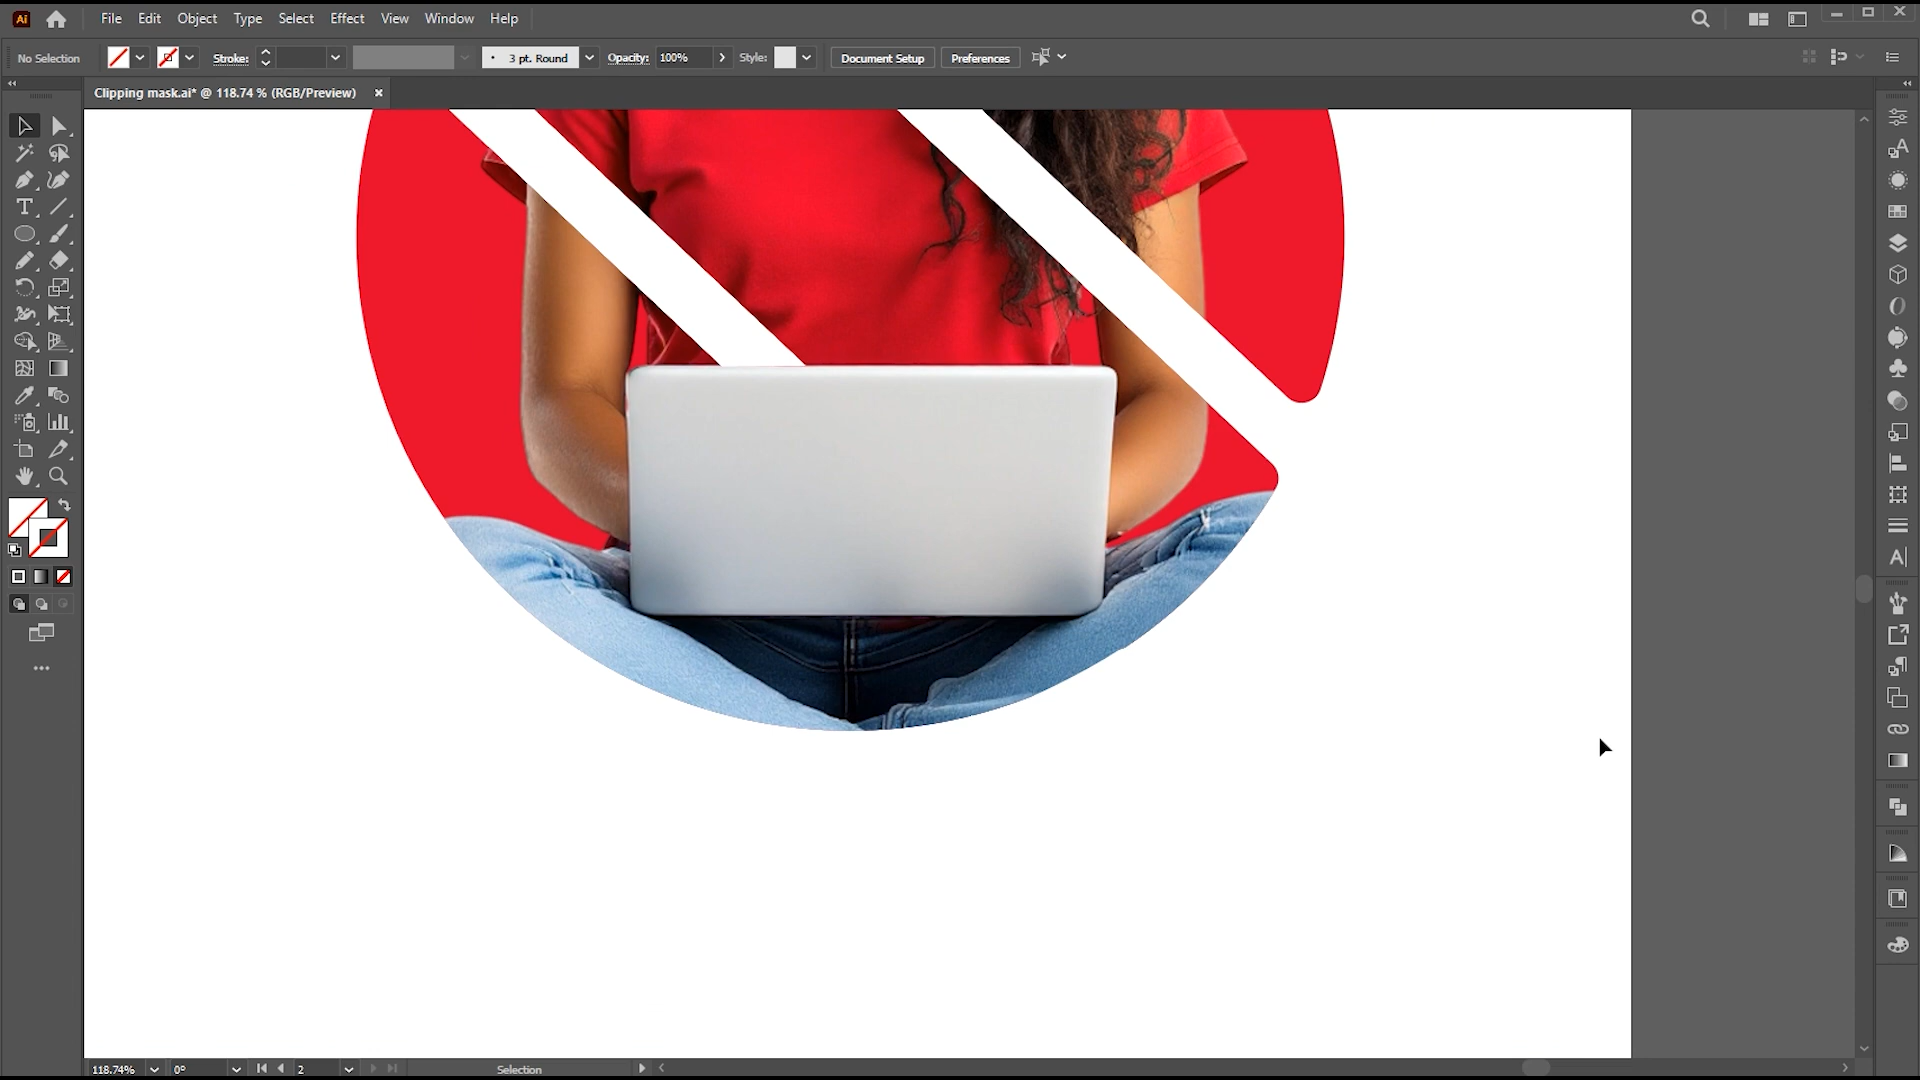 Ai
File Edit Object Type Select Effect View Window Help
No Selection Stroke: 3 pt. Round Opacity: 100% Style: Document Setup Preferences
Clipping mask.ai* @ 118.74 % (RGB/Preview) ×
118.74% 0° 2 Selection